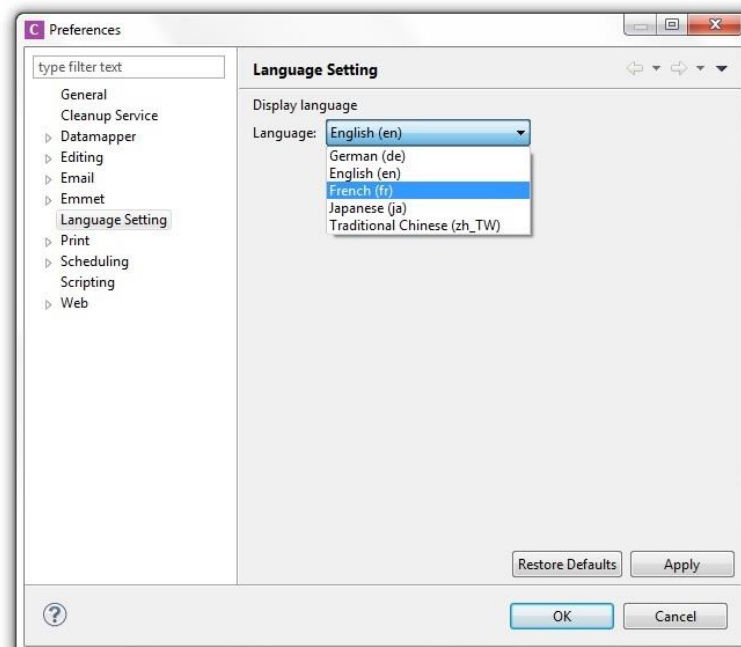 C Preferences
type filter text
General
Cleanup Service
Datamapper
Editing
Email
Emmet
Language Setting
Print
Scheduling
Scripting
Web
Language Setting
Display language
Language: English (en)
German (de)
English (en)
French (fr)
Japanese (ja)
Traditional Chinese (zh_TW)
Restore Defaults Apply
? OK Cancel